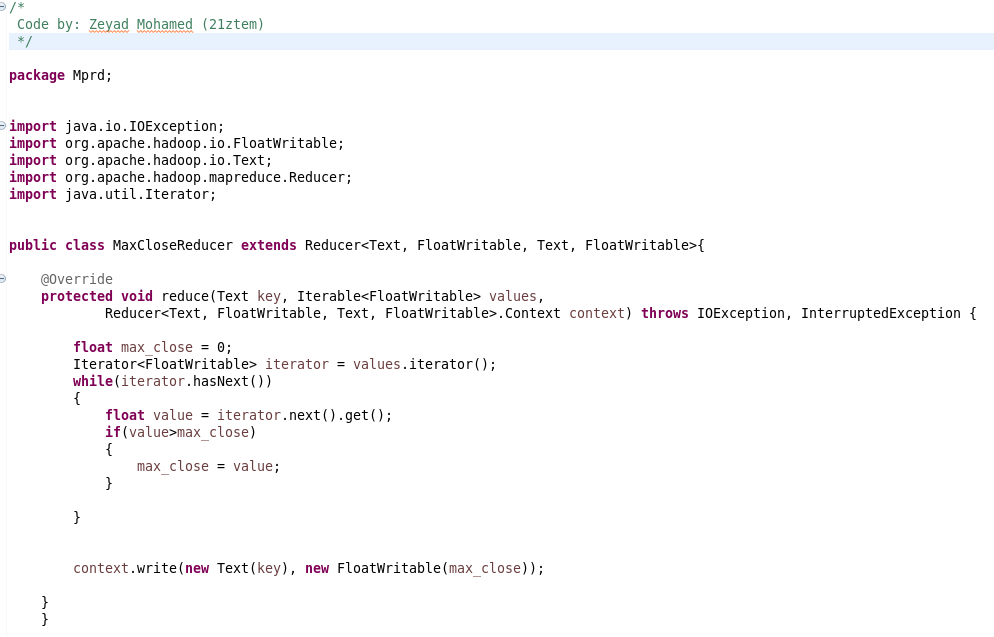 /*
 Code by: Zeyad Mohamed (21ztem)
 */
package Mprd;
import java.io.IOException;
import org.apache.hadoop.io.FloatWritable;
import org.apache.hadoop.io.Text;
import org.apache.hadoop.mapreduce.Reducer;
import java.util.Iterator;
public class MaxCloseReducer extends Reducer<Text, FloatWritable, Text, FloatWritable>{
    @Override
    protected void reduce(Text key, Iterable<FloatWritable> values,
            Reducer<Text, FloatWritable, Text, FloatWritable>.Context context) throws IOException, InterruptedException {
        float max_close = 0;
        Iterator<FloatWritable> iterator = values.iterator();
        while(iterator.hasNext())
        {
            float value = iterator.next().get();
            if(value>max_close)
            {
                max_close = value;
            }
        }
        context.write(new Text(key), new FloatWritable(max_close));
    }
    }